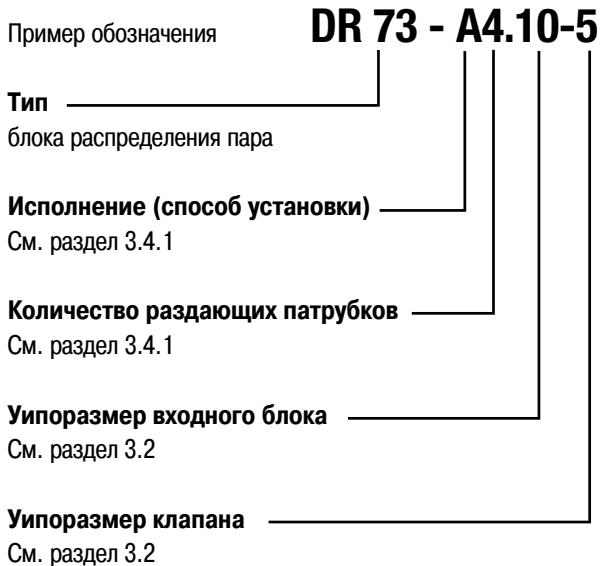 Пример обозначения DR 73 - A4.10-5
Тип
блока распределения пара
Исполнение (способ установки)
См. раздел 3.4.1
Количество раздающих патрубков
См. раздел 3.4.1
Уипоразмер входного блока
См. раздел 3.2
Уипоразмер клапана
См. раздел 3.2